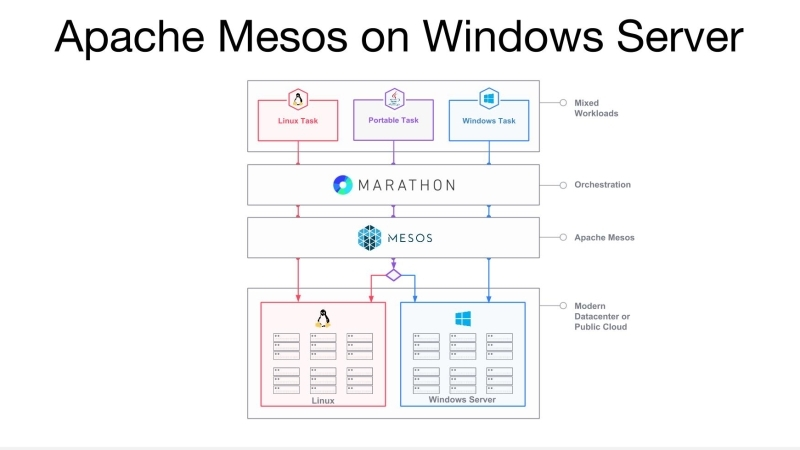 Apache Mesos on Windows Server
Linux Task
Portable Task
Windows Task
Mixed
Workloads
MARATHON
Orchestration
MESOS
Apache Mesos
Modern
Datacenter or
Public Cloud
Linux
Windows Server